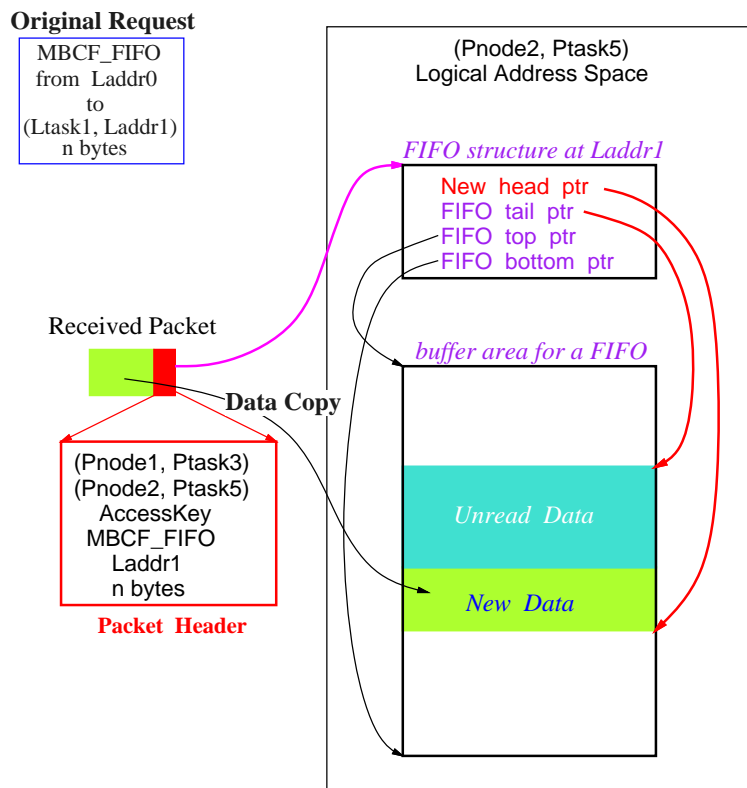 Original Request
MBCF_FIFO
from Laddr0
to
(Ltask1, Laddr1)
n bytes
(Pnode2, Ptask5)
Logical Address Space
FIFO structure at Laddr1
New head ptr
FIFO tail ptr
FIFO top ptr
FIFO bottom ptr
Received Packet
buffer area for a FIFO
Data Copy
(Pnode1, Ptask3)
(Pnode2, Ptask5)
AccessKey
MBCF_FIFO
Laddr1
n bytes
Packet Header
Unread Data
New Data